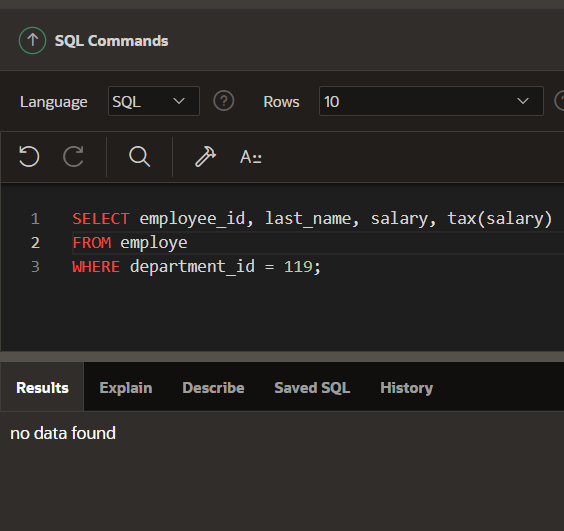 SQL Commands
Language SQL Rows 10
A::
1 SELECT employee_id, last_name, salary, tax(salary)
2 FROM employe
3 WHERE department_id = 119;
Results Explain Describe Saved SQL History
no data found